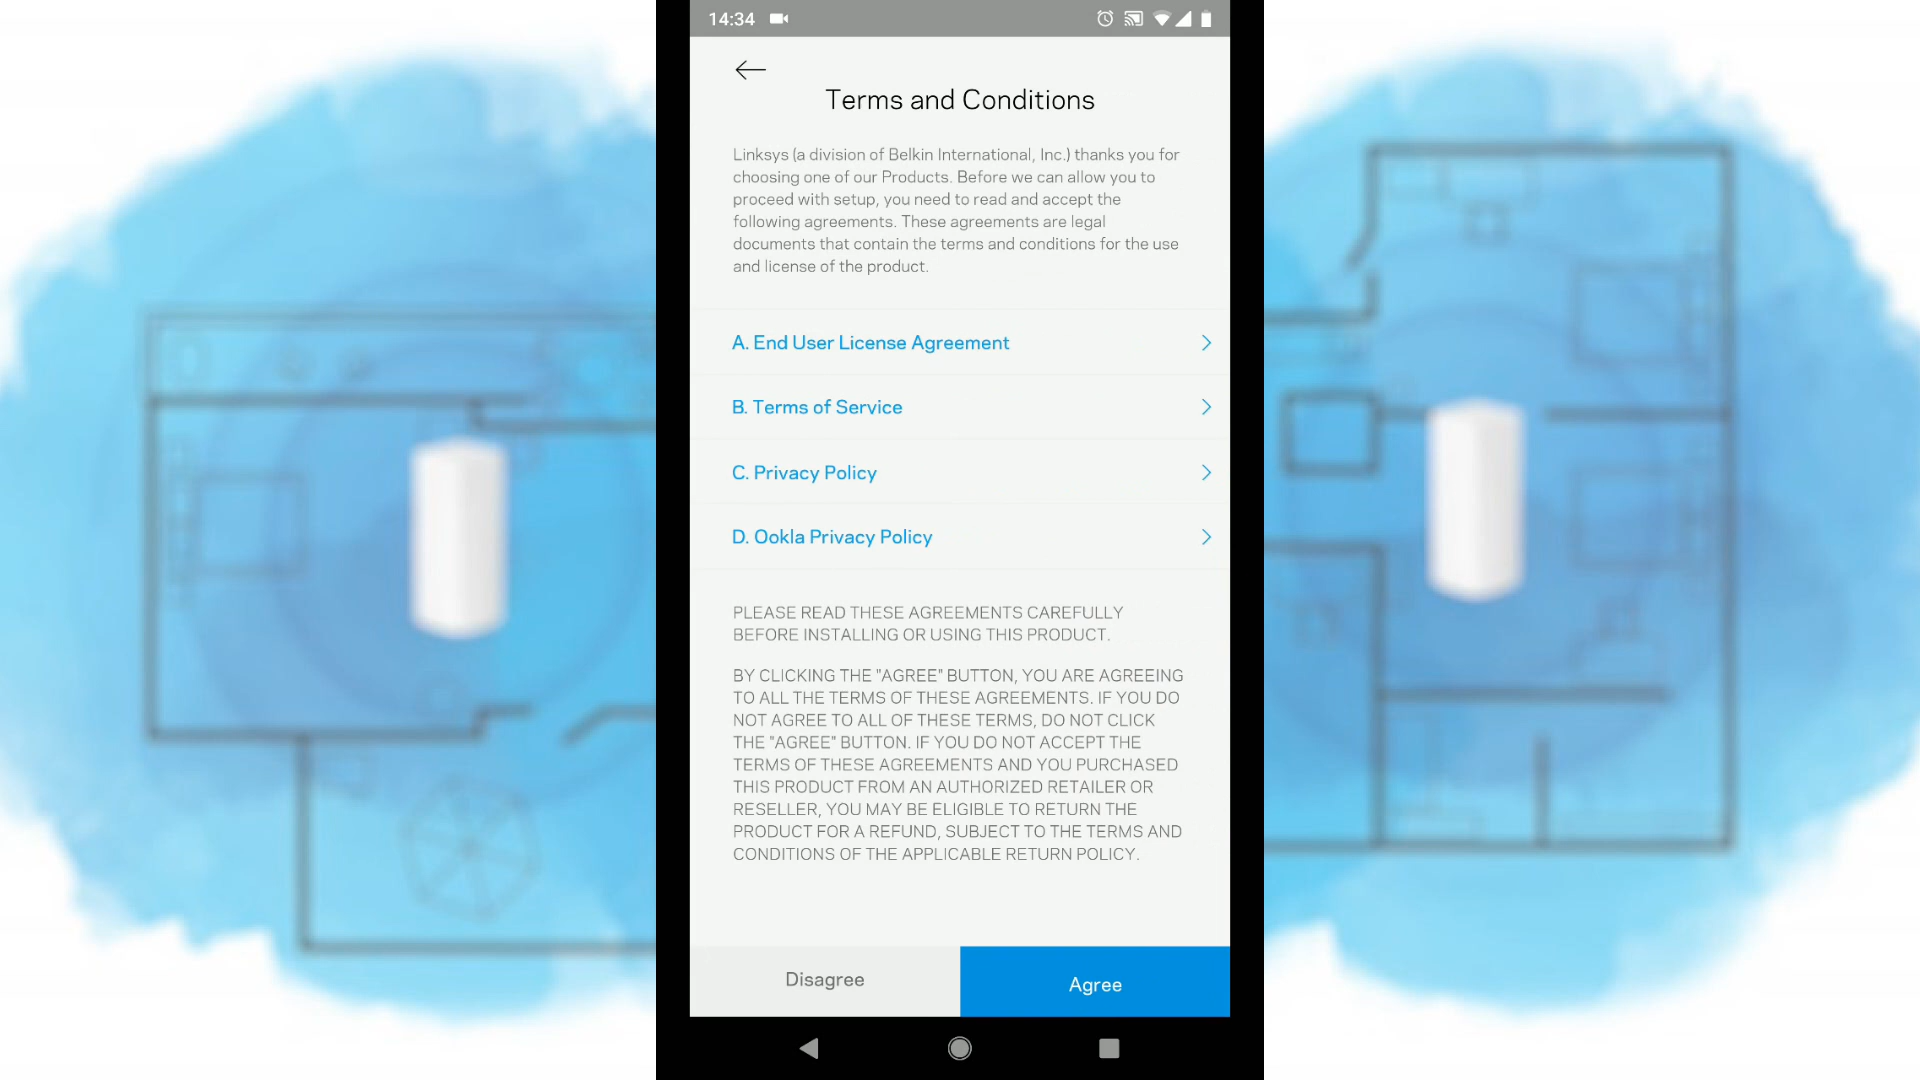 14:34
Terms and Conditions
Linksys (a division of Belkin International, Inc.) thanks you for
choosing one of our Products. Before we can allow you to
proceed with setup, you need to read and accept the
following agreements. These agreements are legal
documents that contain the terms and conditions for the use
and license of the product.
A. End User License Agreement
B. Terms of Service
C. Privacy Policy
D. Ookla Privacy Policy
PLEASE READ THESE AGREEMENTS CAREFULLY
BEFORE INSTALLING OR USING THIS PRODUCT.
BY CLICKING THE "AGREE" BUTTON, YOU ARE AGREEING
TO ALL THE TERMS OF THESE AGREEMENTS. IF YOU DO
NOT AGREE TO ALL OF THESE TERMS, DO NOT CLICK
THE "AGREE" BUTTON. IF YOU DO NOT ACCEPT THE
TERMS OF THESE AGREEMENTS AND YOU PURCHASED
THIS PRODUCT FROM AN AUTHORIZED RETAILER OR
RESELLER, YOU MAY BE ELIGIBLE TO RETURN THE
PRODUCT FOR A REFUND, SUBJECT TO THE TERMS AND
CONDITIONS OF THE APPLICABLE RETURN POLICY.
Disagree
Agree